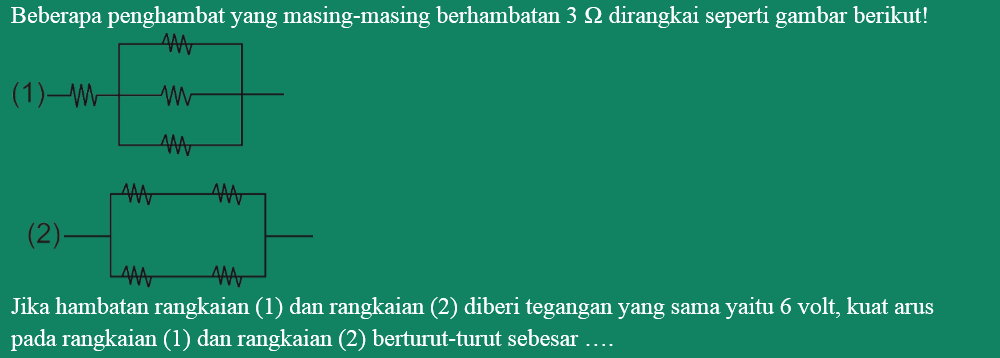 Beberapa penghambat yang masing-masing berhambatan 3 Ω dirangkai seperti gambar berikut!
(1)
(2)
Jika hambatan rangkaian (1) dan rangkaian (2) diberi tegangan yang sama yaitu 6 volt, kuat arus
pada rangkaian (1) dan rangkaian (2) berturut-turut sebesar ….